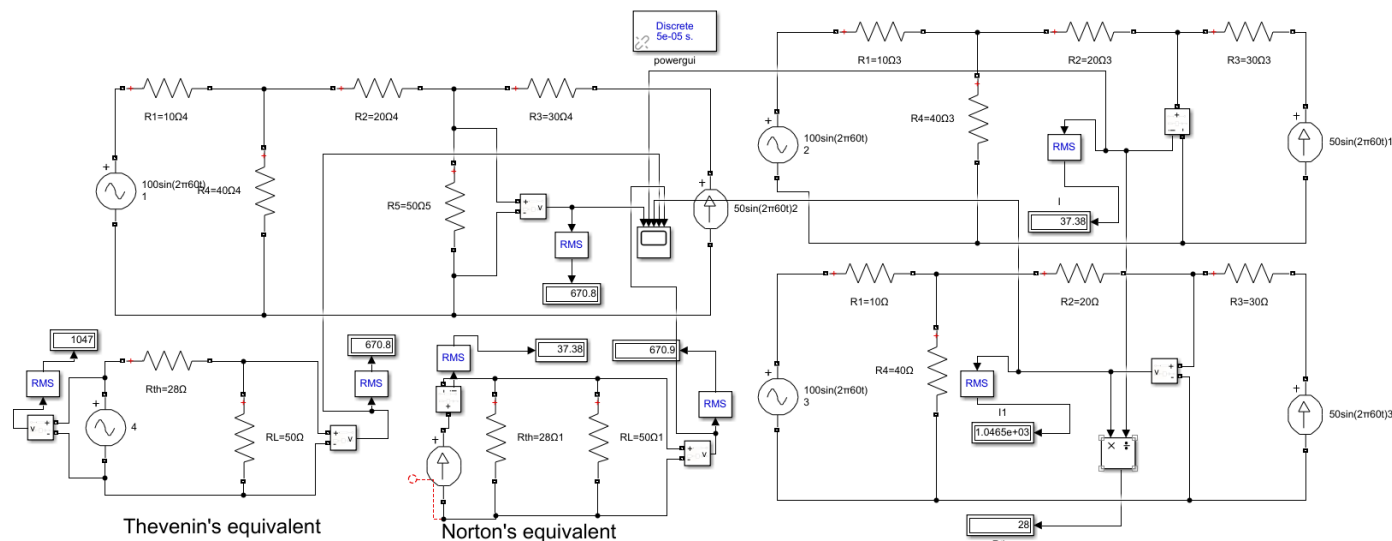 Discrete
5e-05 s.
powergui
R1=10Ω4
R2=20Ω4
R3=30Ω4
100sin(2π60t)
1
R4=40Ω4
R5=50Ω5
v
RMS
670.8
50sin(2π60t)2
R1=10Ω3
R2=20Ω3
R3=30Ω3
R4=40Ω3
100sin(2π60t)
2
RMS
I
37.38
50sin(2π60t)1
R1=10Ω
R2=20Ω
R3=30Ω
R4=40Ω
100sin(2π60t)
3
RMS
I1
1.0465e+03
v
50sin(2π60t)3
28
1047
RMS
v
Rth=28Ω
4
RL=50Ω
670.8
RMS
v
Thevenin's equivalent
RMS
37.38
670.9
RMS
Rth=28Ω1
RL=50Ω1
v
Norton's equivalent